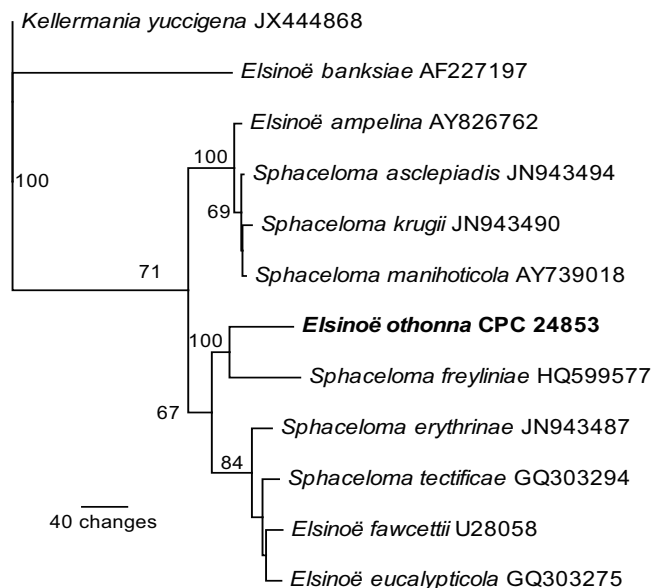 Kellermania yuccigena JX444868
Elsinoë banksiae AF227197
Elsinoë ampelina AY826762
100
Sphaceloma asclepiadis JN943494
100
69
Sphaceloma krugii JN943490
71
Sphaceloma manihoticola AY739018
Elsinoë othonna CPC 24853
100
Sphaceloma freyliniae HQ599577
67
Sphaceloma erythrinae JN943487
84
Sphaceloma tectificae GQ303294
40 changes
Elsinoë fawcettii U28058
Elsinoë eucalypticola GQ303275